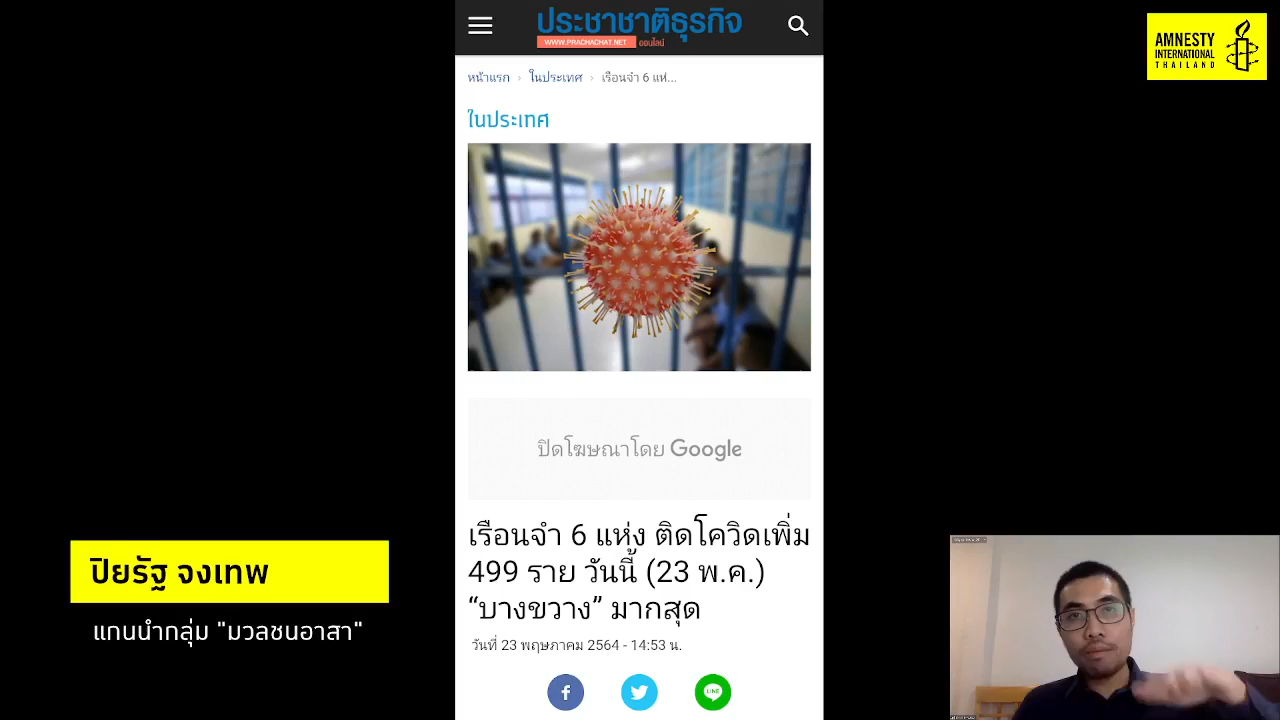 ประชาชาติธุรกิจ
WWW.PRACHACHAT.NET ออนไลน์
AMNESTY
INTERNATIONAL
THAILAND
หน้าแรก › ในประเทศ › เรือนจำ 6 แห่...
ในประเทศ
ปิดโฆษณาโดย Google
เรือนจำ 6 แห่ง ติดโควิดเพิ่ม
499 ราย วันนี้ (23 พ.ค.)
“บางขวาง” มากสุด
วันที่ 23 พฤษภาคม 2564 - 14:53 น.
LINE
ปิยรัฐ จงเทพ
แกนนำกลุ่ม "มวลชนอาสา"